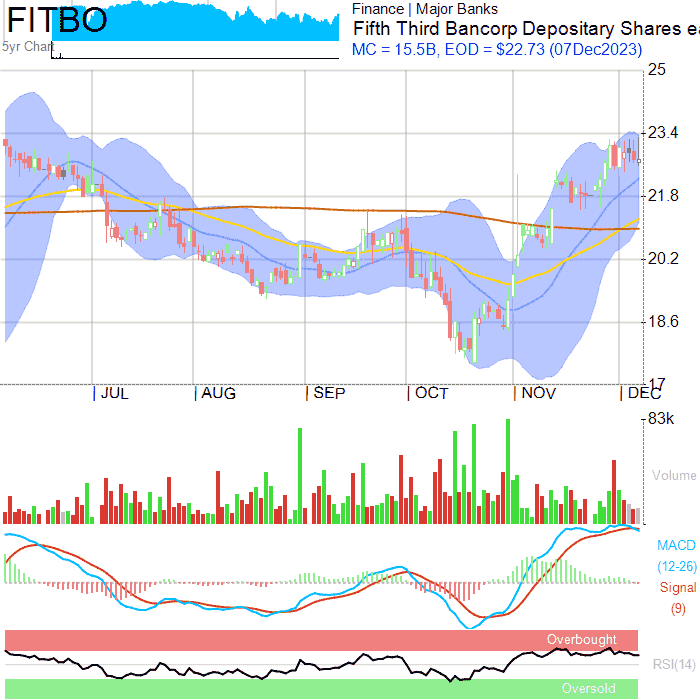 FITBO
Finance | Major Banks
Fifth Third Bancorp Depositary Shares ea
5yr Chart
MC = 15.5B, EOD = $22.73 (07Dec2023)
25
23.4
21.8
20.2
18.6
17
JUL AUG SEP OCT NOV DEC
83k
Volume
MACD
(12-26)
Signal
(9)
Overbought
RSI(14)
Oversold